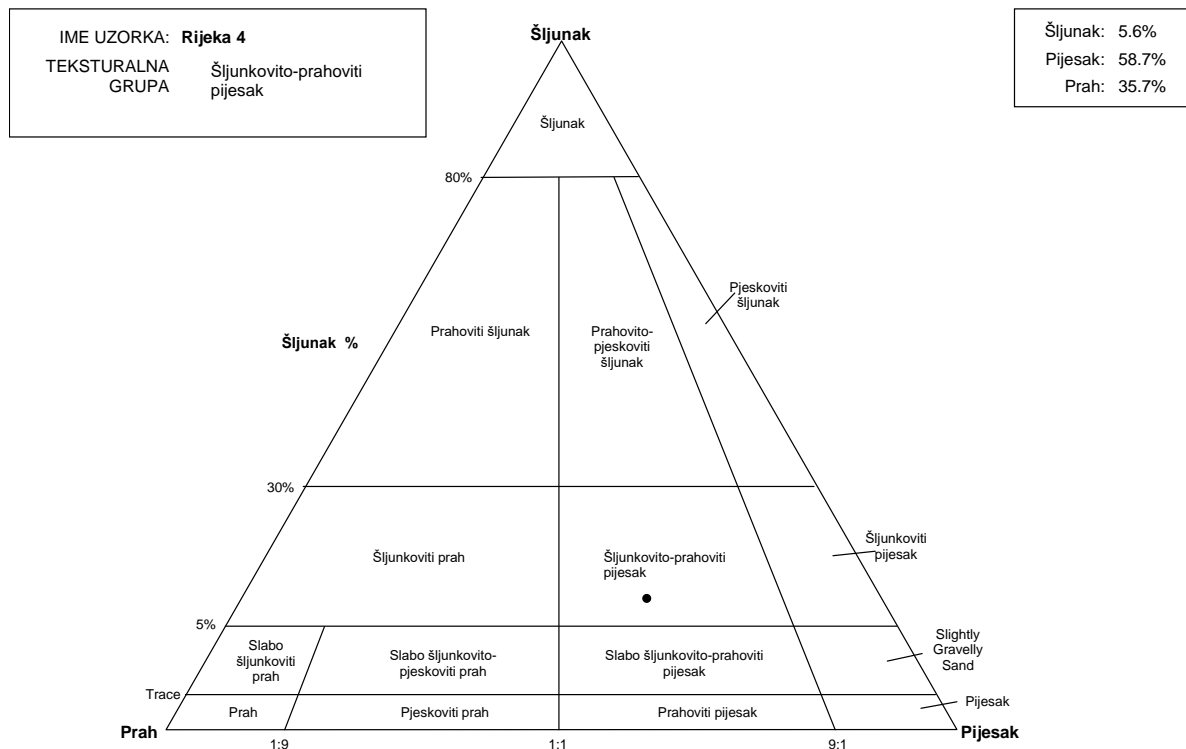 IME UZORKA: Rijeka 4
TEKSTURALNA
GRUPA
Šljunkovito-prahoviti
pijesak
Šljunak: 5.6%
Pijesak: 58.7%
Prah: 35.7%
Šljunak
Šljunak
80%
Pjeskoviti
šljunak
Prahoviti šljunak
Prahovito-
pjeskoviti
šljunak
Šljunak %
30%
Šljunkoviti
pijesak
Šljunkoviti prah
Šljunkovito-prahoviti
pijesak
5%
Slabo
šljunkoviti
prah
Slabo šljunkovito-
pjeskoviti prah
Slabo šljunkovito-prahoviti
pijesak
Slightly
Gravelly
Sand
Trace
Prah
Pjeskoviti prah
Prahoviti pijesak
Pijesak
Prah
Pijesak
1:9
1:1
9:1